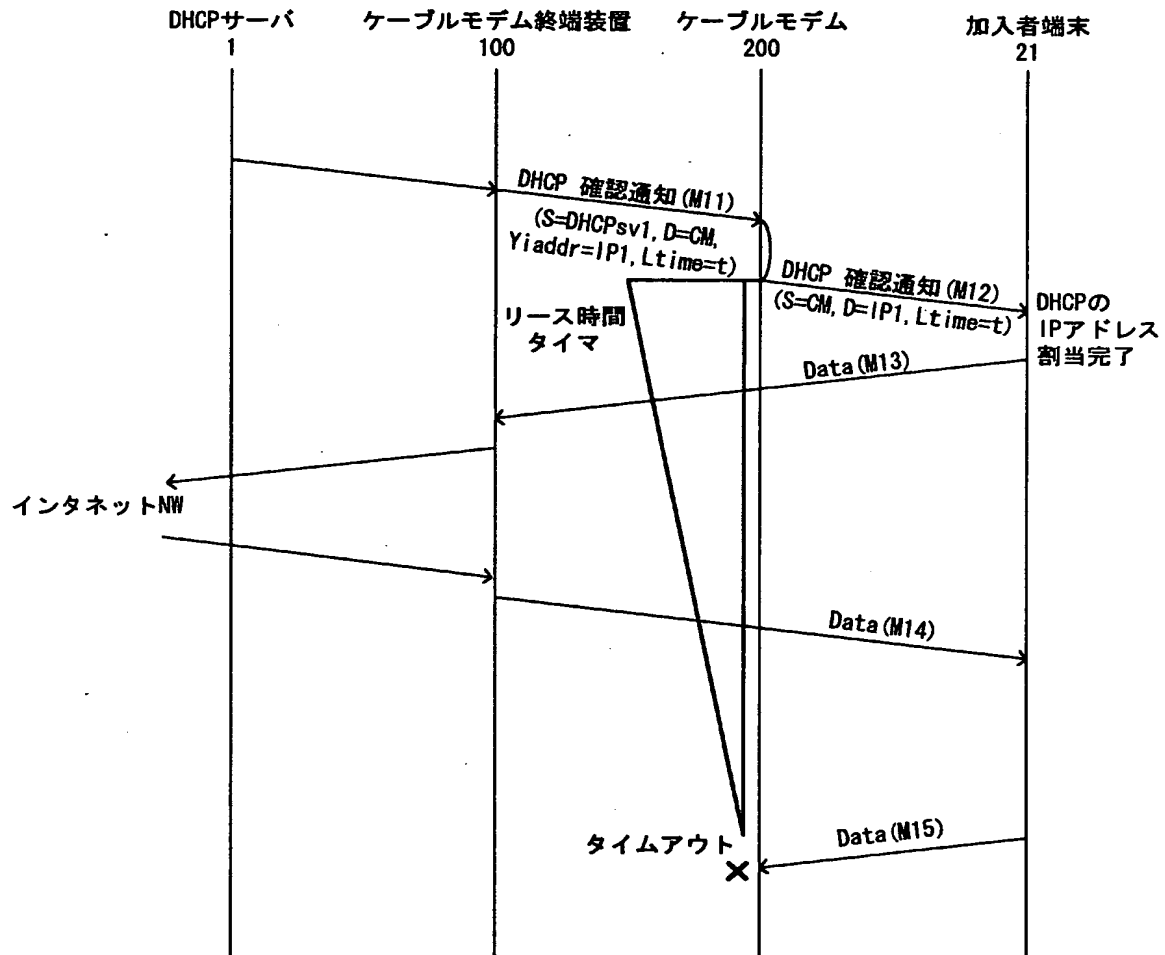 DHCPサーバ
ケーブルモデム終端装置
ケーブルモデム
加入者端末
1
100
200
21
DHCP 確認通知(M11)
(S=DHCPsv1, D=CM,
Yiaddr=IP1, Ltime=t)
DHCP 確認通知(M12)
(S=CM, D=IP1, Ltime=t)
DHCPの
IPアドレス
割当完了
リース時間
タイマ
Data(M13)
インタネットNW
Data(M14)
タイムアウト
Data(M15)